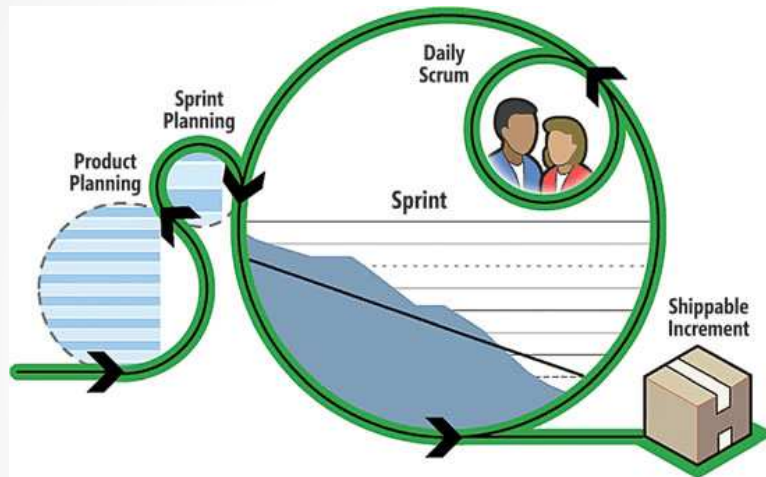 Daily
Scrum
Sprint
Planning
Product
Planning
Sprint
Shippable
Increment